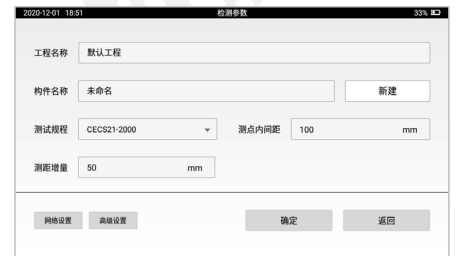 2020-12-01 18:51 检测参数 33%
工程名称 默认工程
构件名称 未命名 新建
测试规程 CECS21-2000 测点内间距 100 mm
测距增量 50 mm
网络设置 高级设置 确定 返回